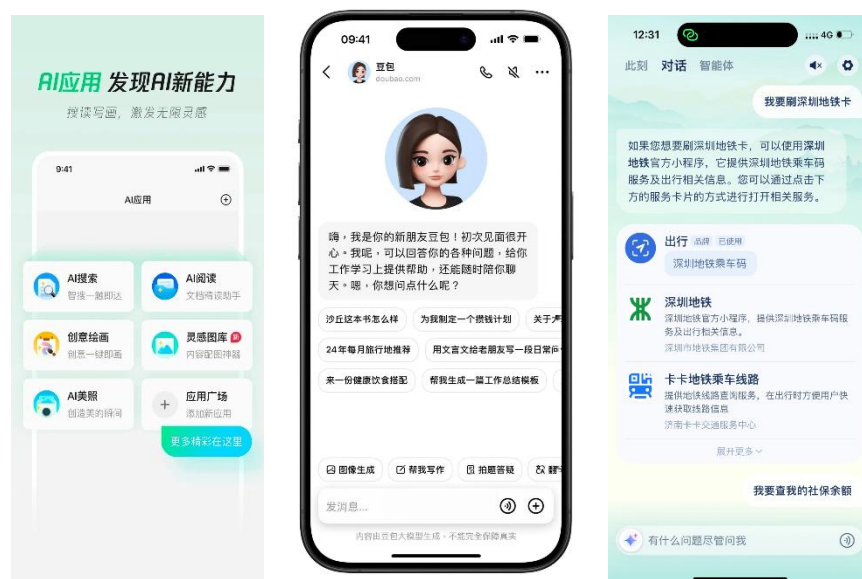 AI应用 发现AI新能力
搜读写画，激发无限灵感
9:41
AI应用
AI搜索
智搜一触即达
AI阅读
文档精读助手
创意绘画
创意一键即画
灵感图库
内容配图神器
AI美照
创造美的瞬间
应用广场
添加新应用
更多精彩在这里
09:41
豆包
doubao.com
嗨，我是你的新朋友豆包！初次见面很开
心。我呢，可以回答你的各种问题，给你
工作学习上提供帮助，还能随时陪你聊
天。嗯，你想问点什么呢？
沙丘这本书怎么样
为我制定一个攒钱计划
关于
24年每月旅行地推荐
用文言文给老朋友写一段日常问
来一份健康饮食搭配
帮我生成一篇工作总结模板
图像生成
帮我写作
拍题答疑
发消息...
内容由豆包大模型生成，不能完全保障真实
12:31
4G
此刻 对话 智能体
我要刷深圳地铁卡
如果您想要刷深圳地铁卡，可以使用深圳
地铁官方小程序，它提供深圳地铁乘车码
服务及出行相关信息。您可以通过点击下
方的服务卡片的方式进行打开相关服务。
出行 品牌 已使用
深圳地铁乘车码
深圳地铁
深圳地铁官方小程序，提供深圳地铁乘车码服
务及出行相关信息。
深圳市地铁集团有限公司
卡卡地铁乘车线路
提供地铁线路查询服务，在出行时方便用户快
速获取线路信息
济南卡卡交通服务中心
展开更多
我要查我的社保余额
有什么问题尽管问我